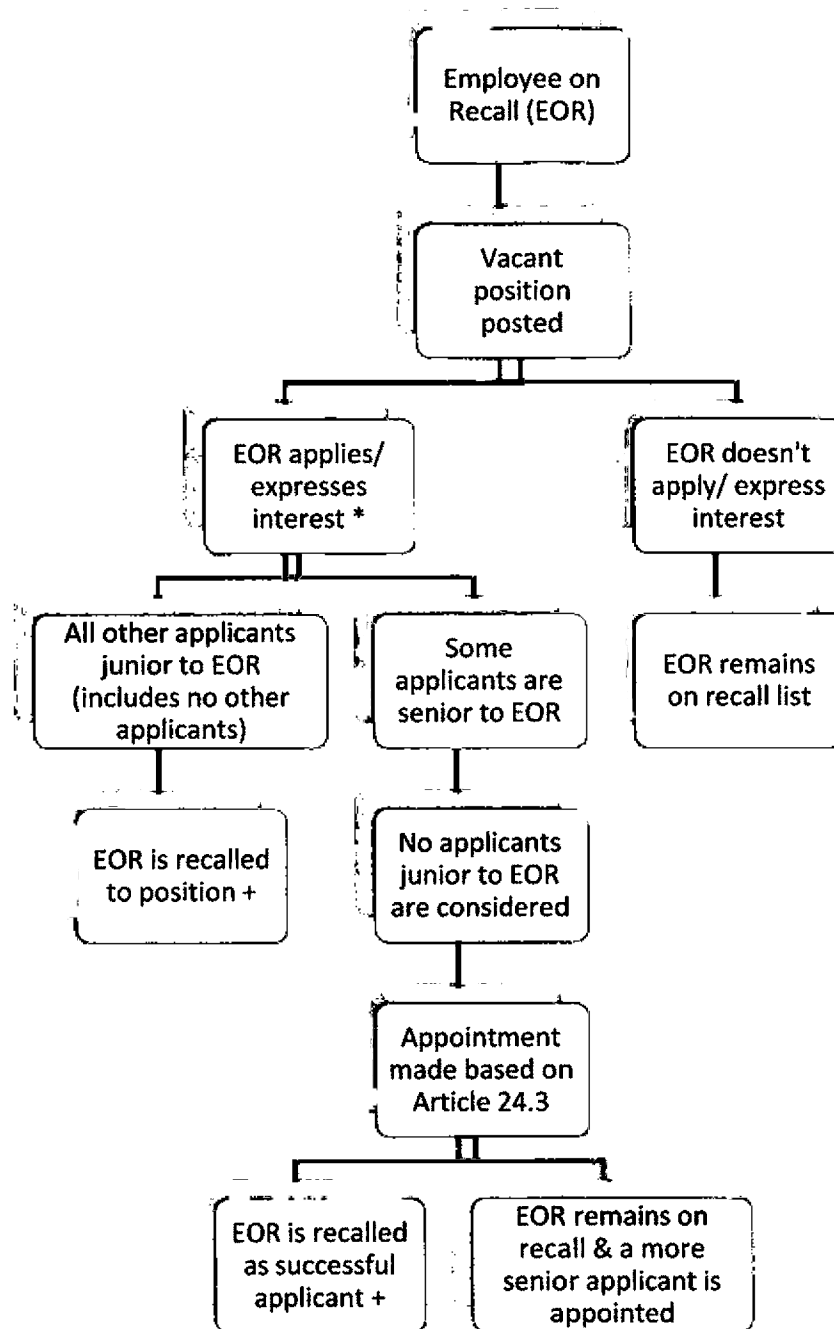 Employee on
Recall (EOR)
Vacant
position
posted
EOR applies/
expresses
interest *
EOR doesn't
apply/ express
interest
All other applicants
junior to EOR
(includes no other
applicants)
Some
applicants are
senior to EOR
EOR remains
on recall list
EOR is recalled
to position +
No applicants
junior to EOR
are considered
Appointment
made based on
Article 24.3
EOR is recalled
as successful
applicant +
EOR remains on
recall & a more
senior applicant is
appointed